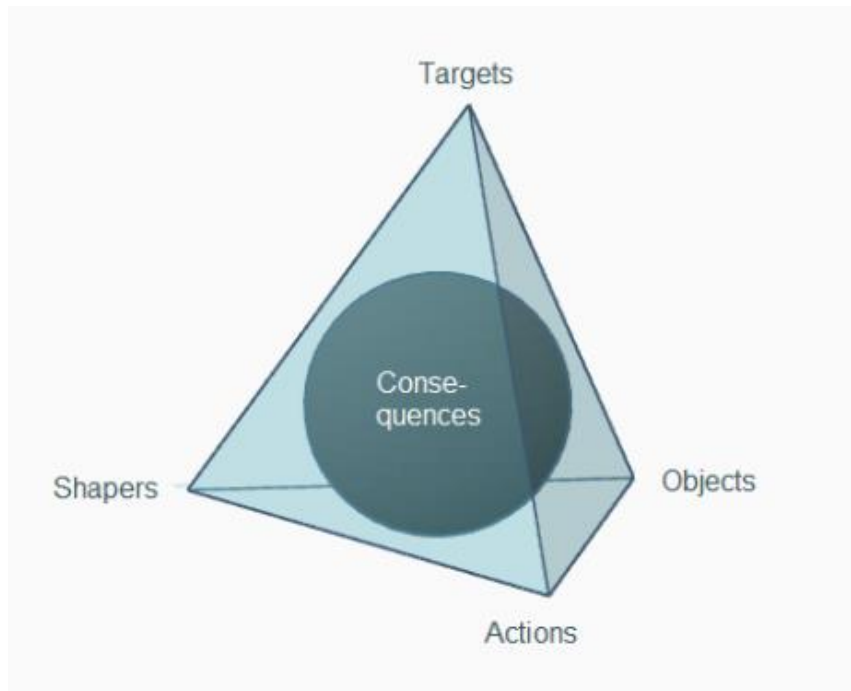 Targets
Conse-
quences
Shapers
Objects
Actions